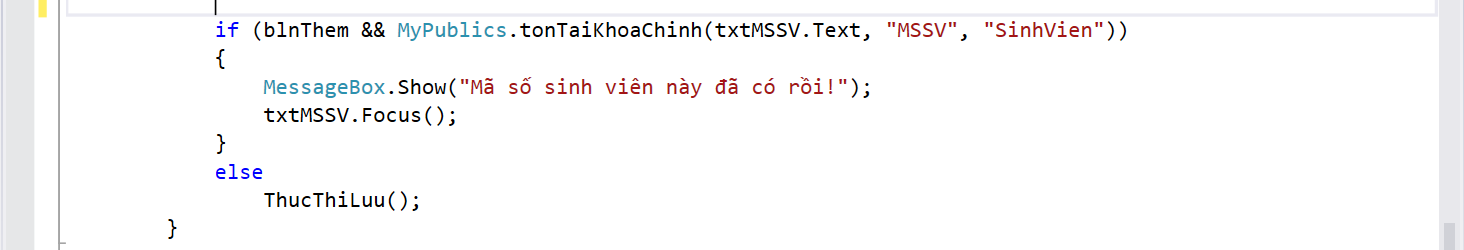 if (blnThem && MyPublics.tonTaiKhoaChinh(txtMSSV.Text, "MSSV", "SinhVien"))
{
MessageBox.Show("Mã số sinh viên này đã có rồi!");
txtMSSV.Focus();
}
else
ThucThiLuu();
}